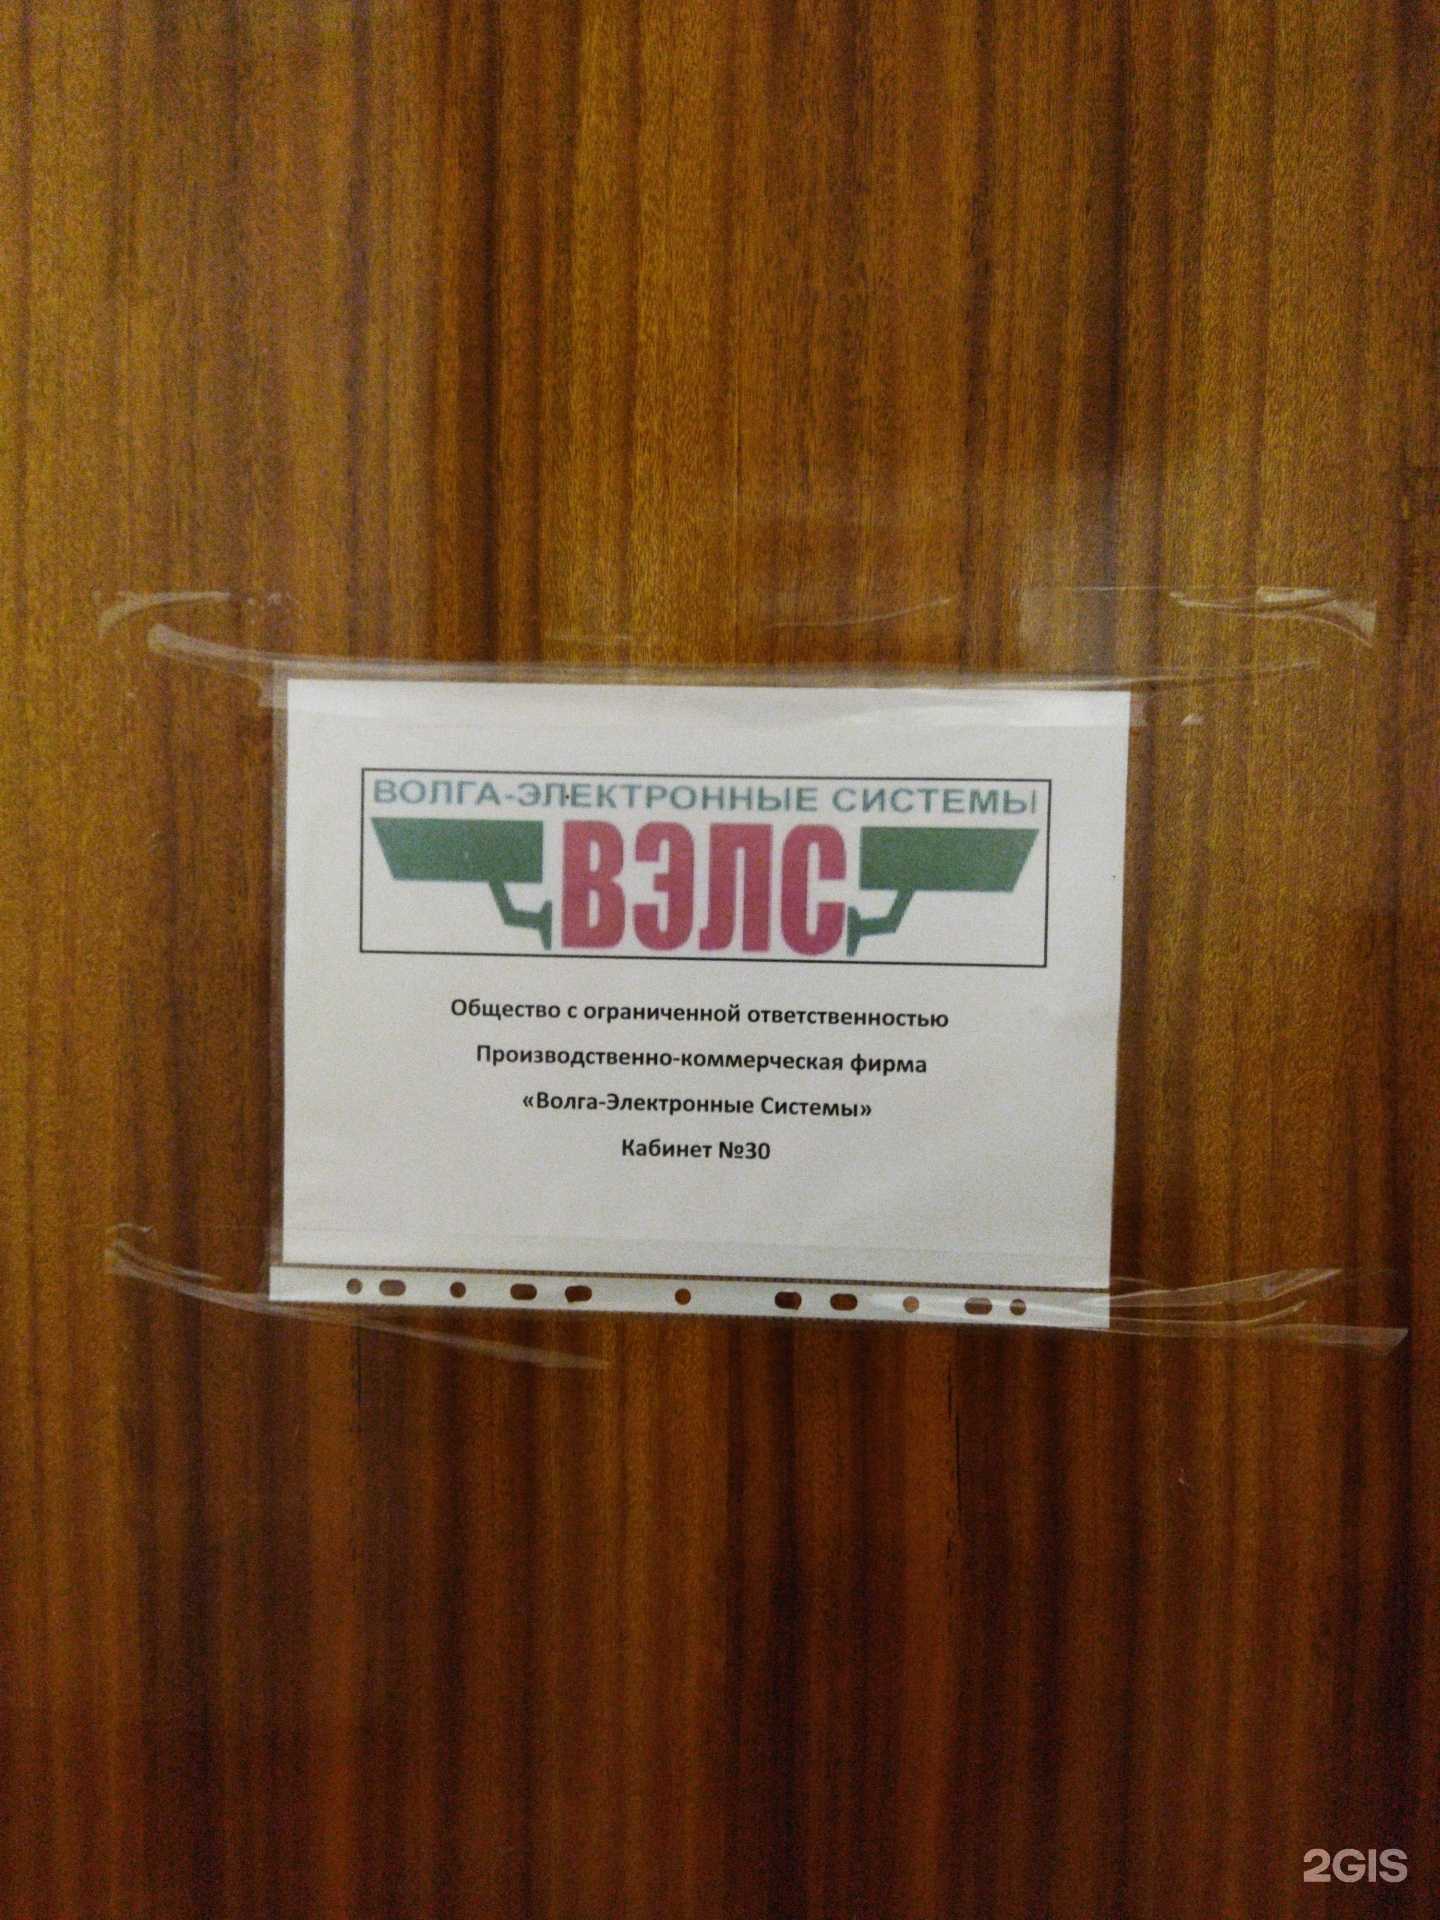 ВОЛГА-ЭЛЕКТРОННЫЕ СИСТЕМЫ
ВЭЛС
Общество с ограниченной ответственностью
Производственно-коммерческая фирма
«Волга-Электронные Системы»
Кабинет №30
2GIS